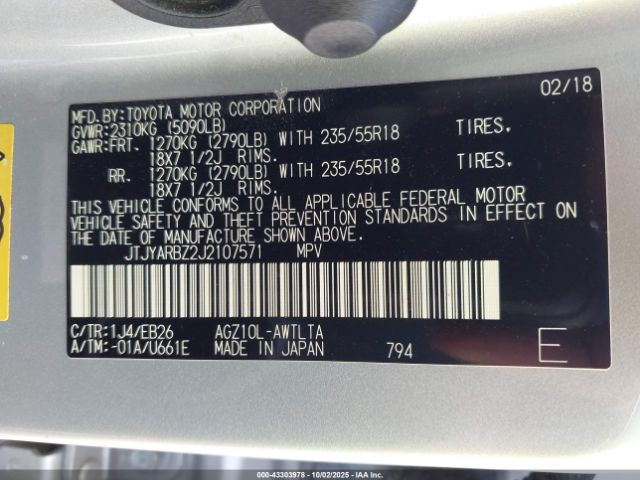 MFD.BY:TOYOTA MOTOR CORPORATION 02/18
GVWR:2310KG (5090LB)
GAWR:FRT. 1270KG (2790LB) WITH 235/55R18 TIRES.
18X7 1/2J RIMS.
RR. 1270KG (2790LB) WITH 235/55R18 TIRES.
18X7 1/2J RIMS.
THIS VEHICLE CONFORMS TO ALL APPLICABLE FEDERAL MOTOR
VEHICLE SAFETY AND THEFT PREVENTION STANDARDS IN EFFECT ON
THE DATE OF MANUFACTURE SHOWN ABOVE.
JTJYARBZ2J2107571 MPV
C/TR:1J4/EB26 AGZ10L-AWTLTA
A/TM:-01A/U661E MADE IN JAPAN 794 E
© - 43303978 - 10/02/2025 - IAA, Inc.